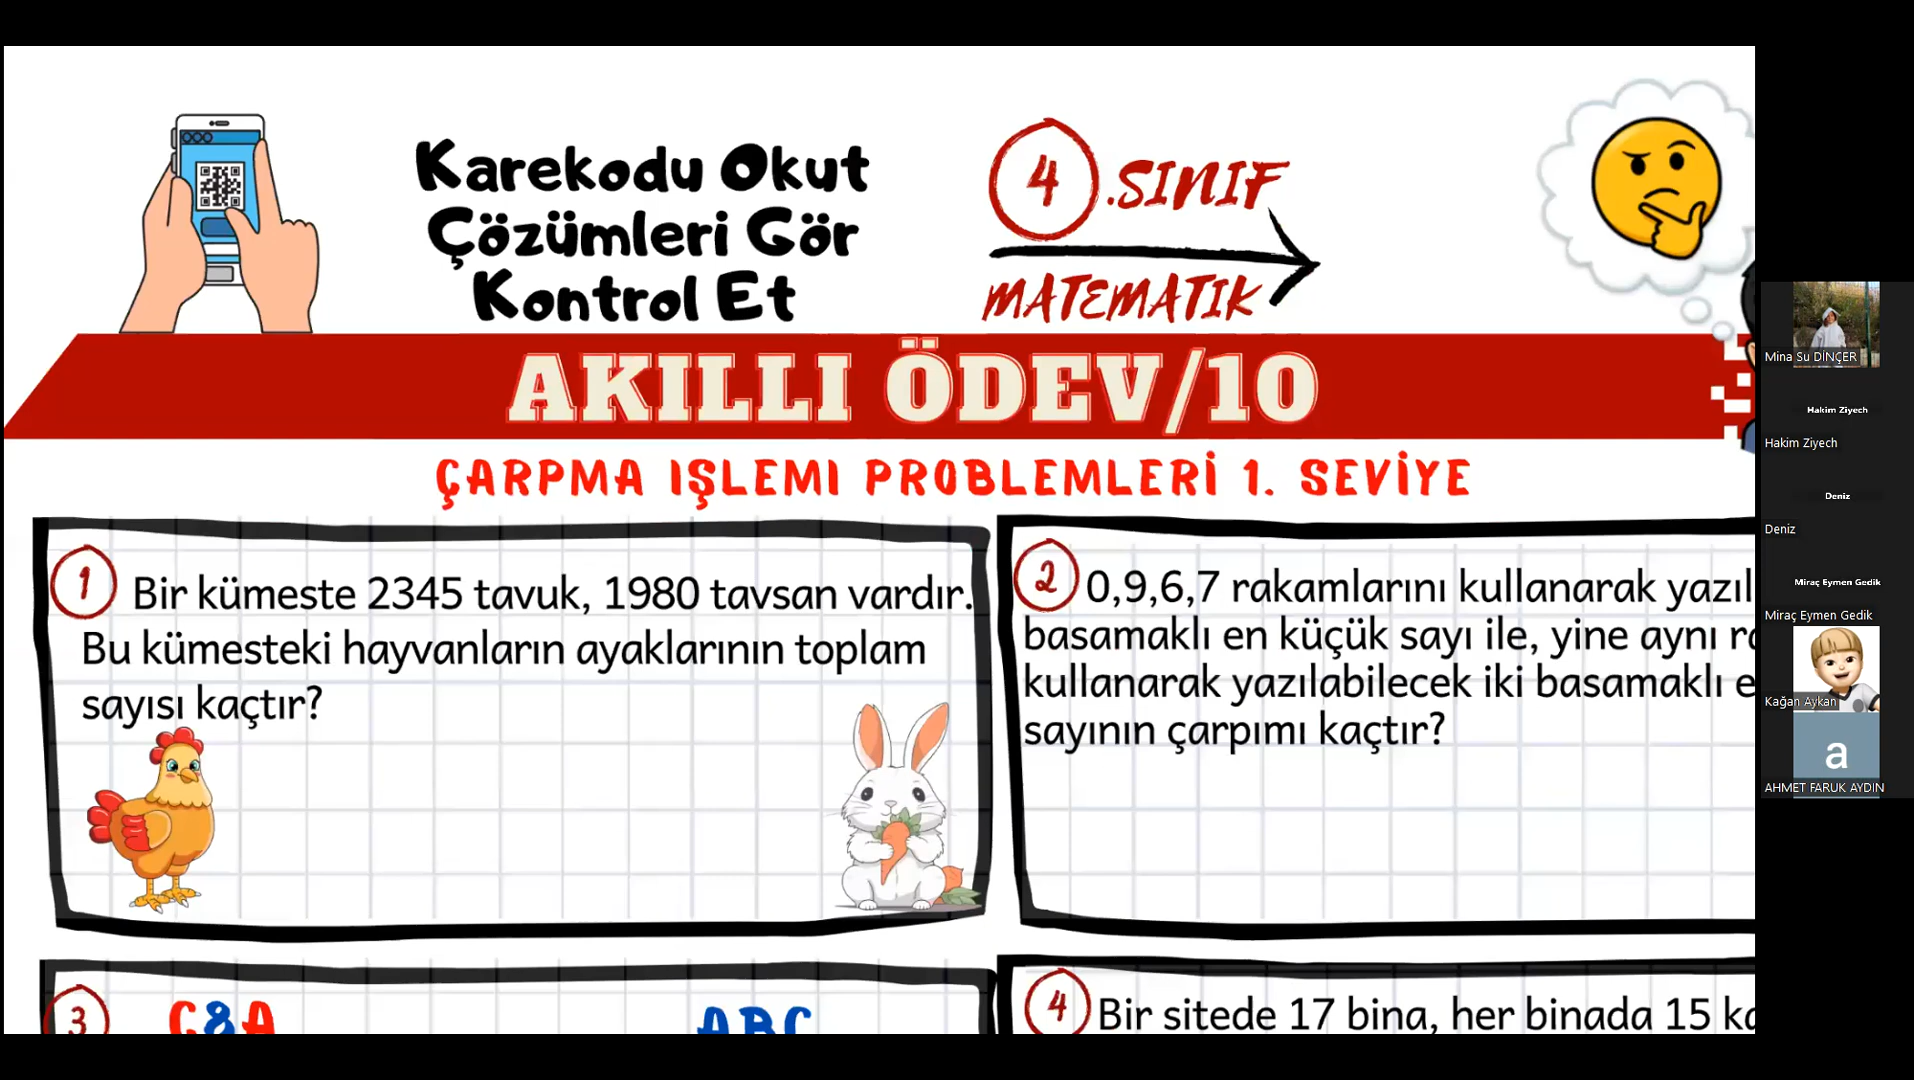 Karekodu Okut
Çözümleri Gör
Kontrol Et
4 .SINIF
MATEMATIK
AKILLI ÖDEV/10
ÇARPMA IŞLEMI PROBLEMLERİ 1. SEVİYE
1 Bir kümeste 2345 tavuk, 1980 tavsan vardır.
Bu kümesteki hayvanların ayaklarının toplam
sayısı kaçtır?
2 0,9,6,7 rakamlarını kullanarak
basamaklı en küçük sayı ile, yine aynı
kullanarak yazılabilecek iki basamaklı
sayının çarpımı kaçtır?
3 C&A ABC
4 Bir sitede 17 bina, her binada 15
Mina Su DİNÇER
Hakim Ziyech
Hakim Ziyech
Deniz
Deniz
Miraç Eymen Gedik
Miraç Eymen Gedik
Kağan Aykan
a
AHMET FARUK AYDIN